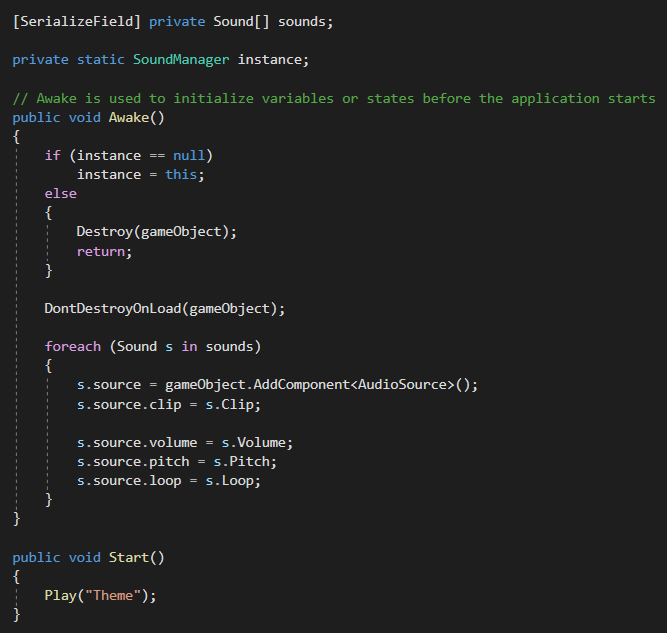 [SerializeField] private Sound[] sounds;
private static SoundManager instance;
// Awake is used to initialize variables or states before the application starts
public void Awake()
{
    if (instance == null)
        instance = this;
    else
    {
        Destroy(gameObject);
        return;
    }
    DontDestroyOnLoad(gameObject);
    foreach (Sound s in sounds)
    {
        s.source = gameObject.AddComponent<AudioSource>();
        s.source.clip = s.Clip;
        s.source.volume = s.Volume;
        s.source.pitch = s.Pitch;
        s.source.loop = s.Loop;
    }
}
public void Start()
{
    Play("Theme");
}